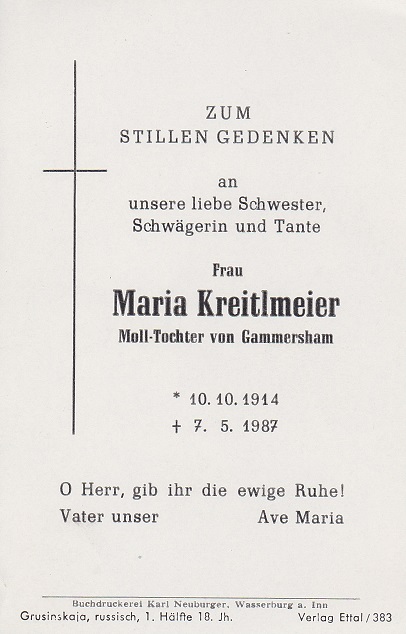 ZUM
STILLEN GEDENKEN
an
unsere liebe Schwester,
Schwägerin und Tante
Frau
Maria Kreitlmeier
Moll-Tochter von Gammersham
* 10. 10. 1914
† 7. 5. 1987
O Herr, gib ihr die ewige Ruhe!
Vater unser Ave Maria
Buchdruckerei Karl Neuburger, Wasserburg a. Inn
Grusinskaja, russisch, 1. Hälfte 18. Jh. Verlag Ettal/383